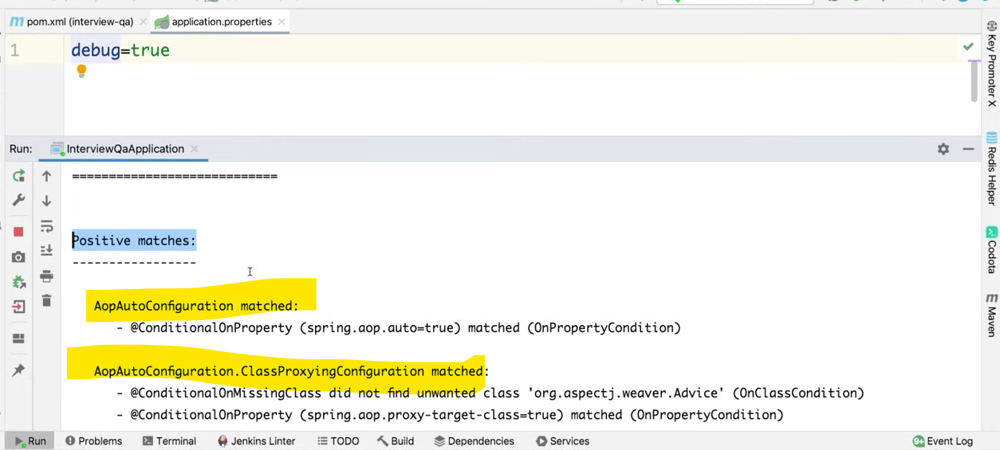 pom.xml (interview-qa)
application.properties
1 debug=true
Run: InterviewQaApplication
============================
Positive matches:
-----------------
AopAutoConfiguration matched:
- @ConditionalOnProperty (spring.aop.auto=true) matched (OnPropertyCondition)
AopAutoConfiguration.ClassProxyingConfiguration matched:
- @ConditionalOnMissingClass did not find unwanted class 'org.aspectj.weaver.Advice' (OnClassCondition)
- @ConditionalOnProperty (spring.aop.proxy-target-class=true) matched (OnPropertyCondition)
Key Promoter X
Redis Helper
Codota
Maven
Run Problems Terminal Jenkins Linter TODO Build Dependencies Services Event Log